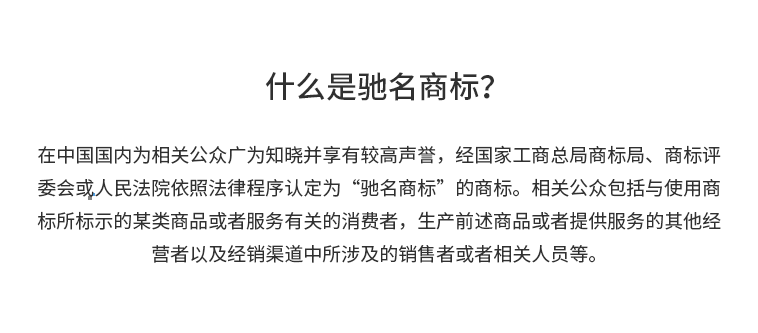 什么是驰名商标？
在中国国内为相关公众广为知晓并享有较高声誉，经国家工商总局商标局、商标评
委会或人民法院依照法律程序认定为“驰名商标”的商标。相关公众包括与使用商
标所标示的某类商品或者服务有关的消费者，生产前述商品或者提供服务的其他经
营者以及经销渠道中所涉及的销售者或者相关人员等。